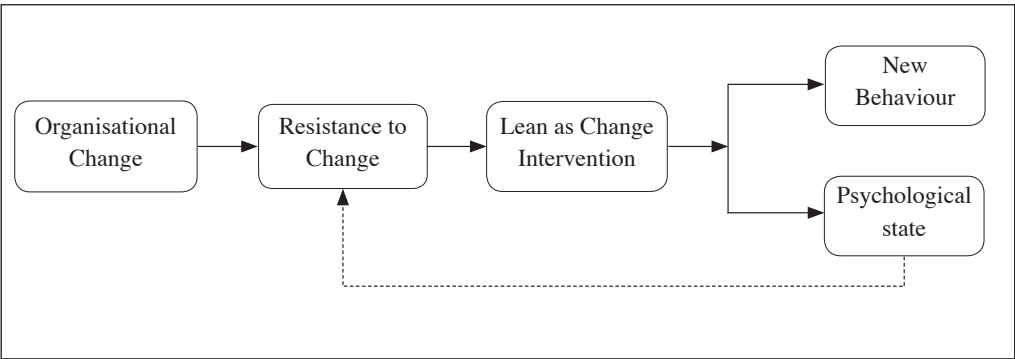 Organisational
Change
Resistance to
Change
Lean as Change
Intervention
New
Behaviour
Psychological
state